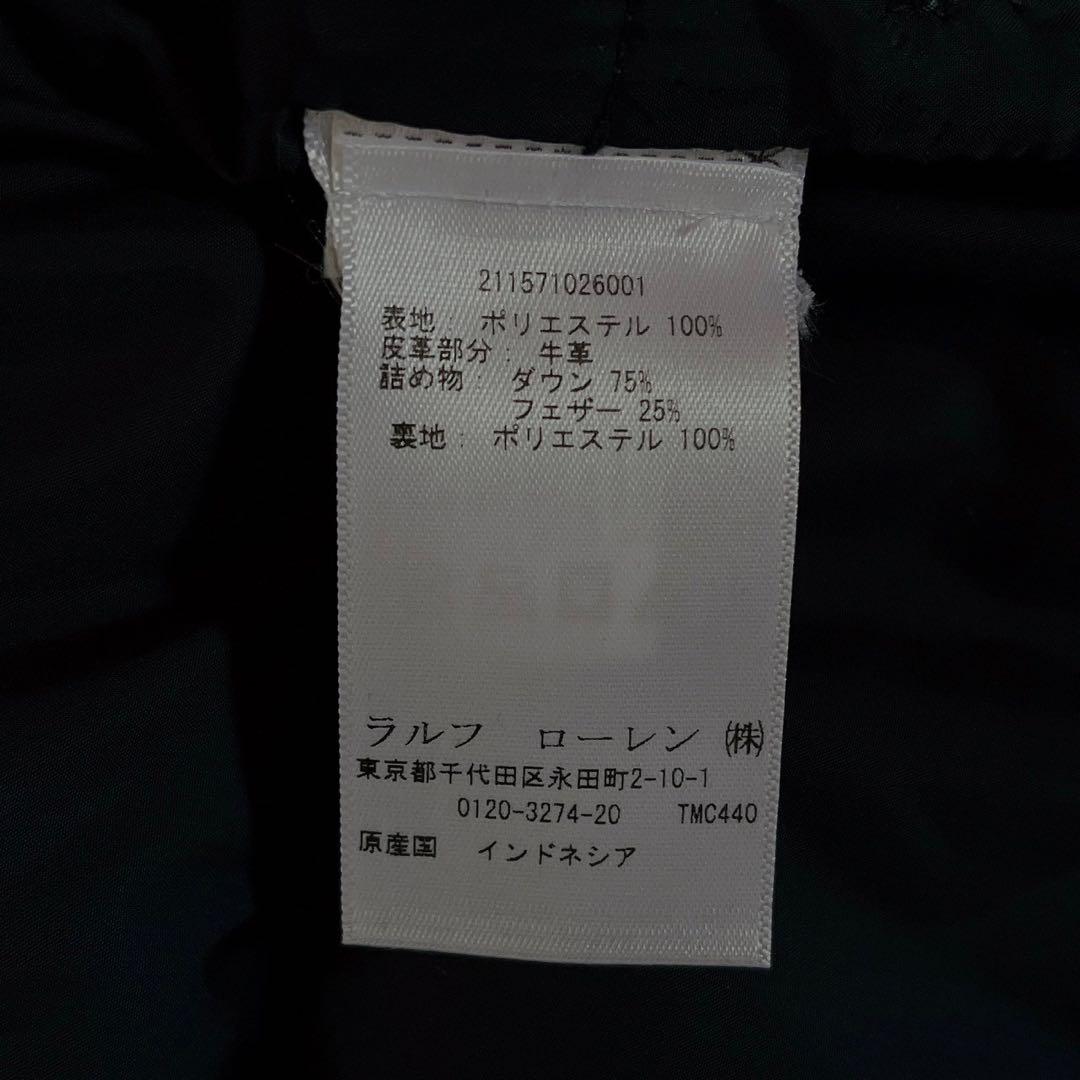 211571026001
表地： ポリエステル 100%
皮革部分： 牛革
詰め物： ダウン 75%
フェザー 25%
裏地： ポリエステル 100%
ラルフ ローレン ㈱
東京都千代田区永田町2-10-1
0120-3274-20 TMC440
原産国 インドネシア